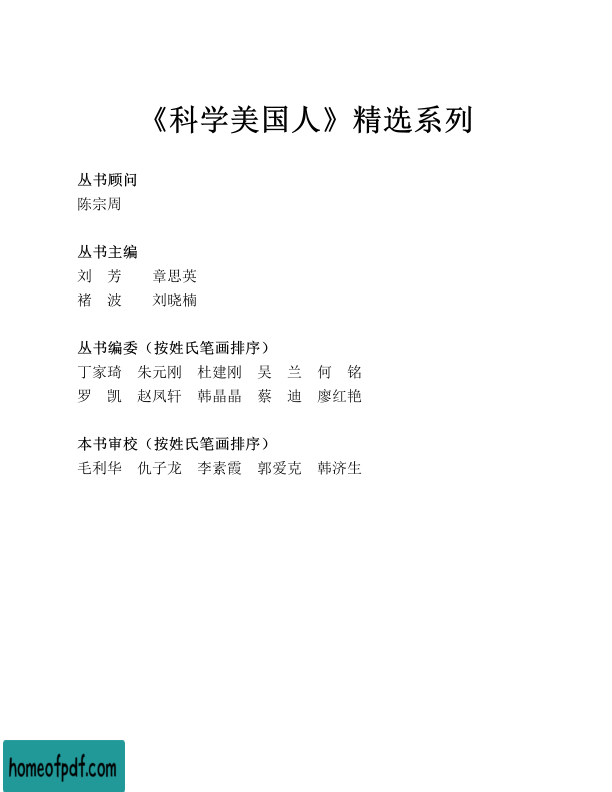 《科学美国人》精选系列
丛书顾问
陈宗周
丛书主编
刘　芳　　章思英
褚　波　　刘晓楠
丛书编委（按姓氏笔画排序）
丁家琦　朱元刚　杜建刚　吴　兰　何　铭
罗　凯　赵凤轩　韩晶晶　蔡　迪　廖红艳
本书审校（按姓氏笔画排序）
毛利华　仇子龙　李素霞　郭爱克　韩济生
homeofpdf.com